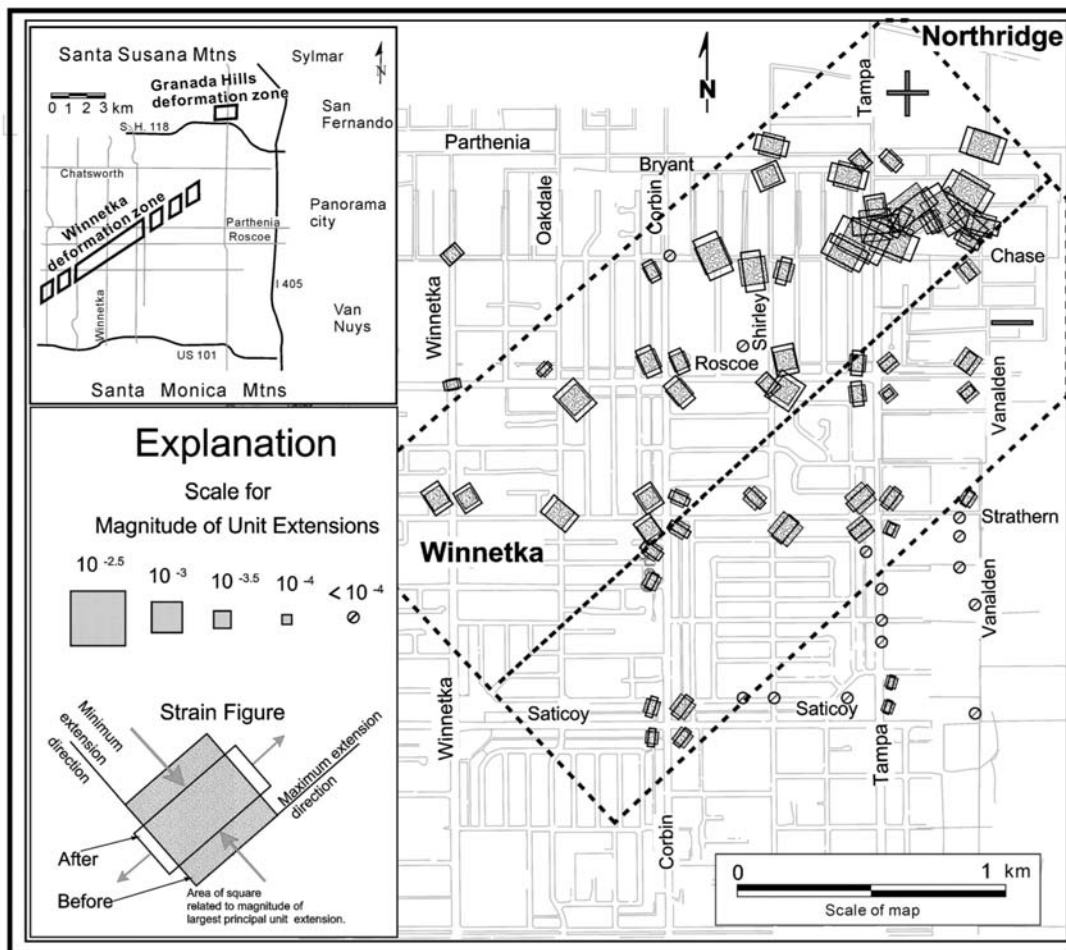 Santa Susana Mtns
Sylmar
N
Granada Hills
deformation zone
0 1 2 3 km
San
Fernando
S. H. 118
Chatsworth
Winnetka
deformation zone
Panorama
city
Parthenia
Roscoe
I 405
Winnetka
Van
Nuys
US 101
Santa Monica Mtns
Explanation
Scale for
Magnitude of Unit Extensions
10 -2.5
10 -3
10 -3.5
10 -4
< 10 -4
Strain Figure
Minimum
extension
direction
Maximum extension
direction
After
Before
Area of square
related to magnitude of
largest principal unit extension.
Northridge
N
Tampa
+
Parthenia
Bryant
Oakdale
Corbin
Winnetka
Chase
Shirley
Roscoe
Vanalden
Strathern
Winnetka
Vanalden
Winnetka
Saticoy
Saticoy
Tampa
Corbin
0 1 km
Scale of map